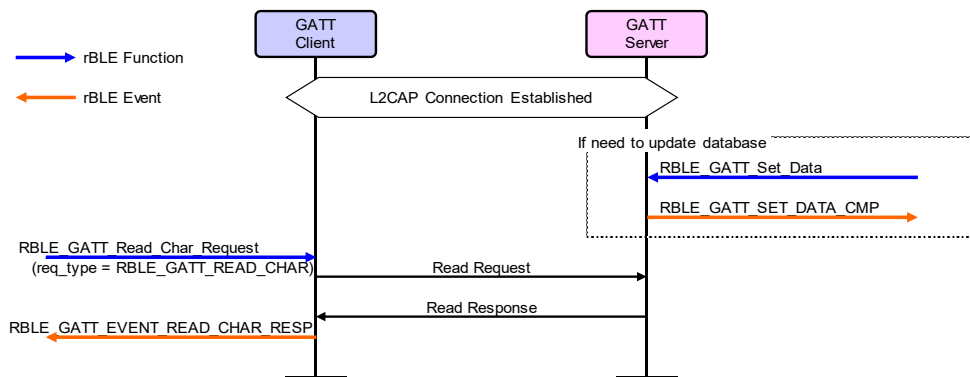 GATT
Client
GATT
Server
rBLE Function
rBLE Event
L2CAP Connection Established
If need to update database
RBLE_GATT_Set_Data
RBLE_GATT_SET_DATA_CMP
RBLE_GATT_Read_Char_Request
(req_type = RBLE_GATT_READ_CHAR)
Read Request
Read Response
RBLE_GATT_EVENT_READ_CHAR_RESP